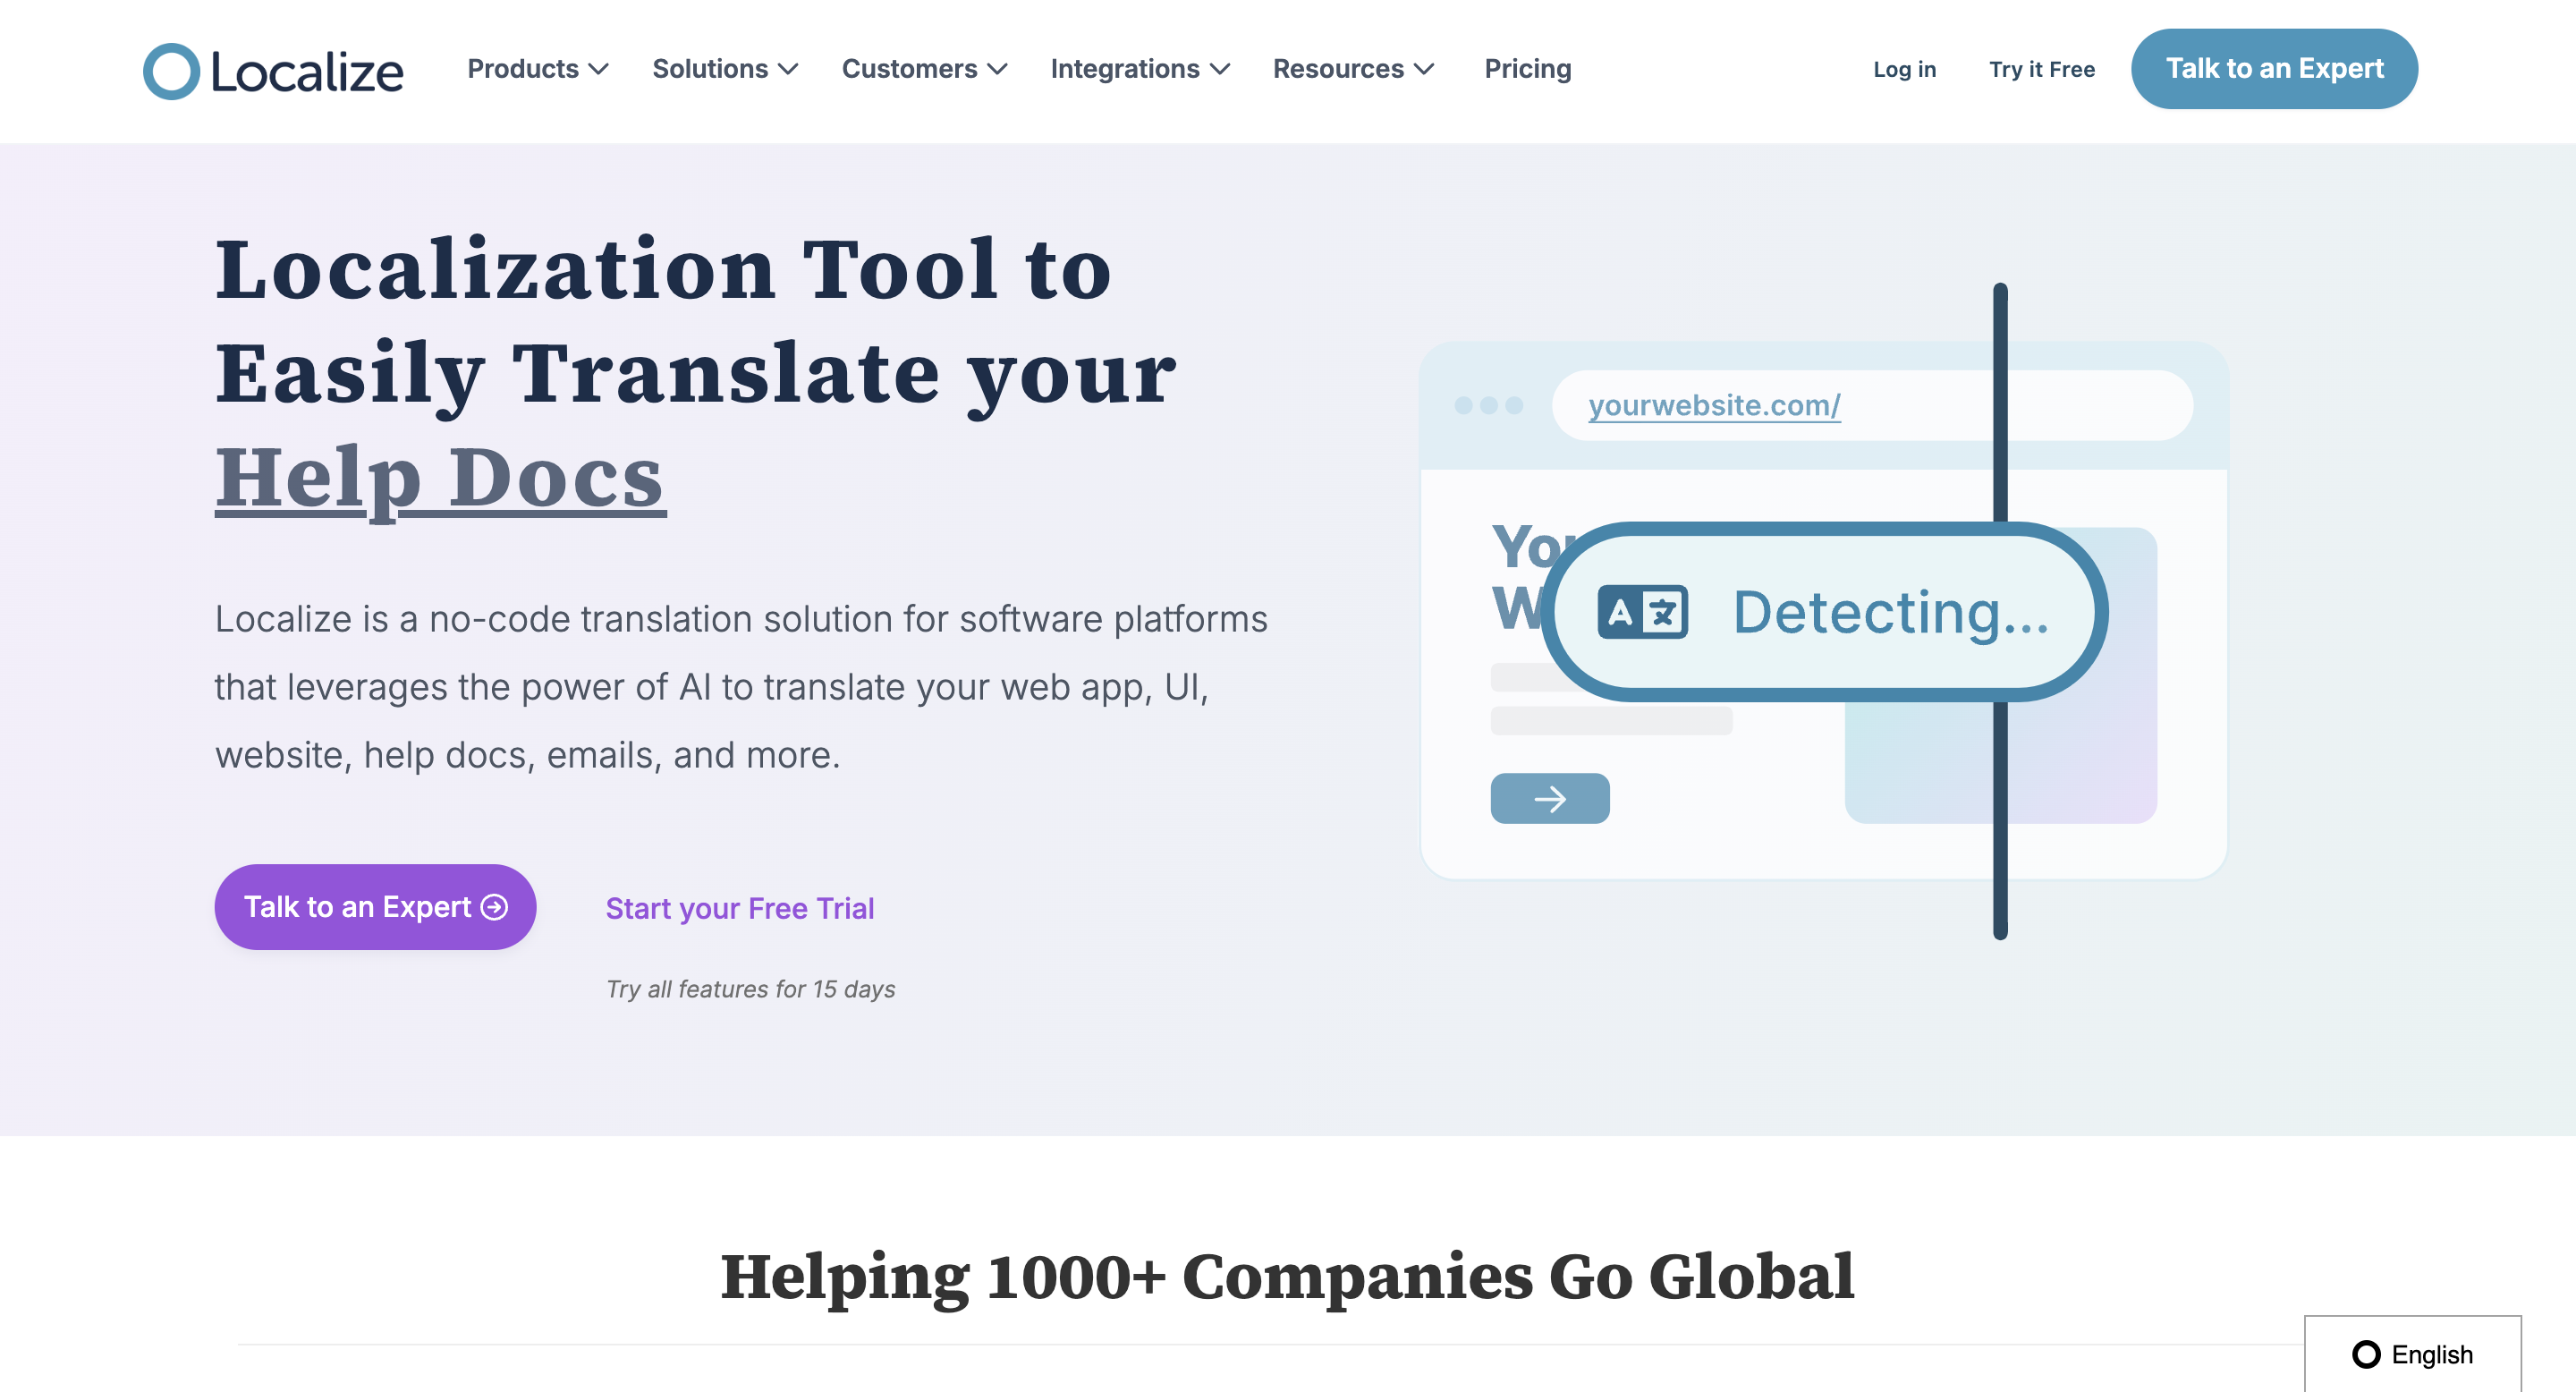 Localize
Products
Solutions
Customers
Integrations
Resources
Pricing
Log in
Try it Free
Talk to an Expert
Localization Tool to
Easily Translate your
Help Docs
Localize is a no-code translation solution for software platforms
that leverages the power of AI to translate your web app, UI,
website, help docs, emails, and more.
Talk to an Expert
Start your Free Trial
Try all features for 15 days
yourwebsite.com/
A 文 Detecting...
Helping 1000+ Companies Go Global
English